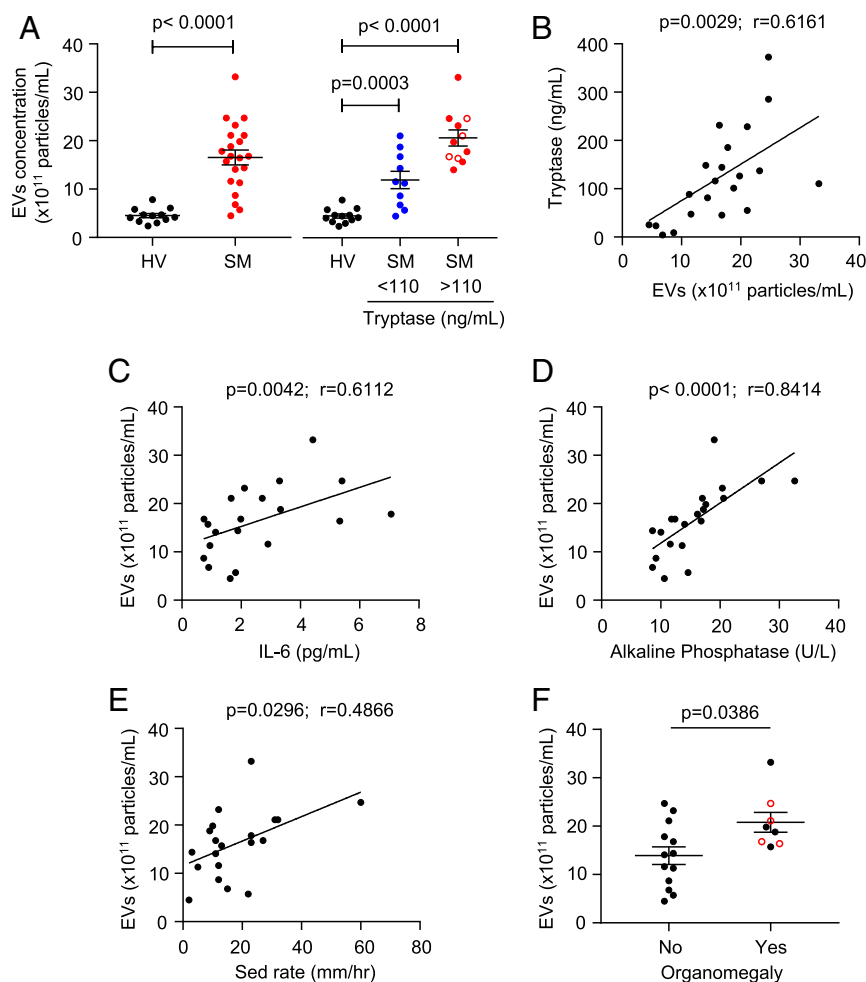 A
p< 0.0001
EVs concentration
(x10¹¹ particles/mL)
40
30
20
10
0
HV
SM
p< 0.0001
p=0.0003
HV
SM
<110
SM
>110
Tryptase (ng/mL)
B
p=0.0029; r=0.6161
Tryptase (ng/mL)
400
300
200
100
0
0
10
20
30
40
EVs (x10¹¹ particles/mL)
C
p=0.0042; r=0.6112
EVs (x10¹¹ particles/mL)
40
30
20
10
0
0
2
4
6
8
IL-6 (pg/mL)
D
p< 0.0001; r=0.8414
EVs (x10¹¹ particles/mL)
40
30
20
10
0
0
10
20
30
40
Alkaline Phosphatase (U/L)
E
p=0.0296; r=0.4866
EVs (x10¹¹ particles/mL)
40
30
20
10
0
0
20
40
60
80
Sed rate (mm/hr)
F
p=0.0386
EVs (x10¹¹ particles/mL)
40
30
20
10
0
No
Yes
Organomegaly